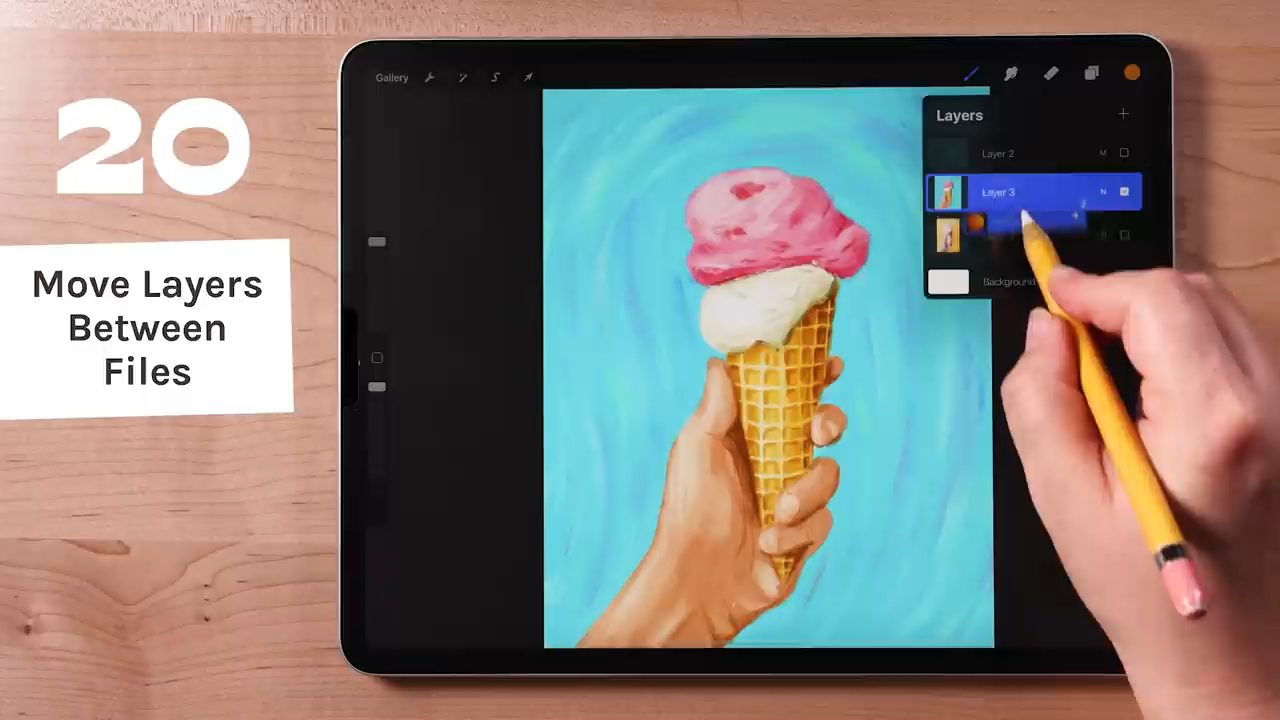 20
Move Layers
Between
Files
Gallery
Layers
Layer 2
M
Layer 3
N
Background